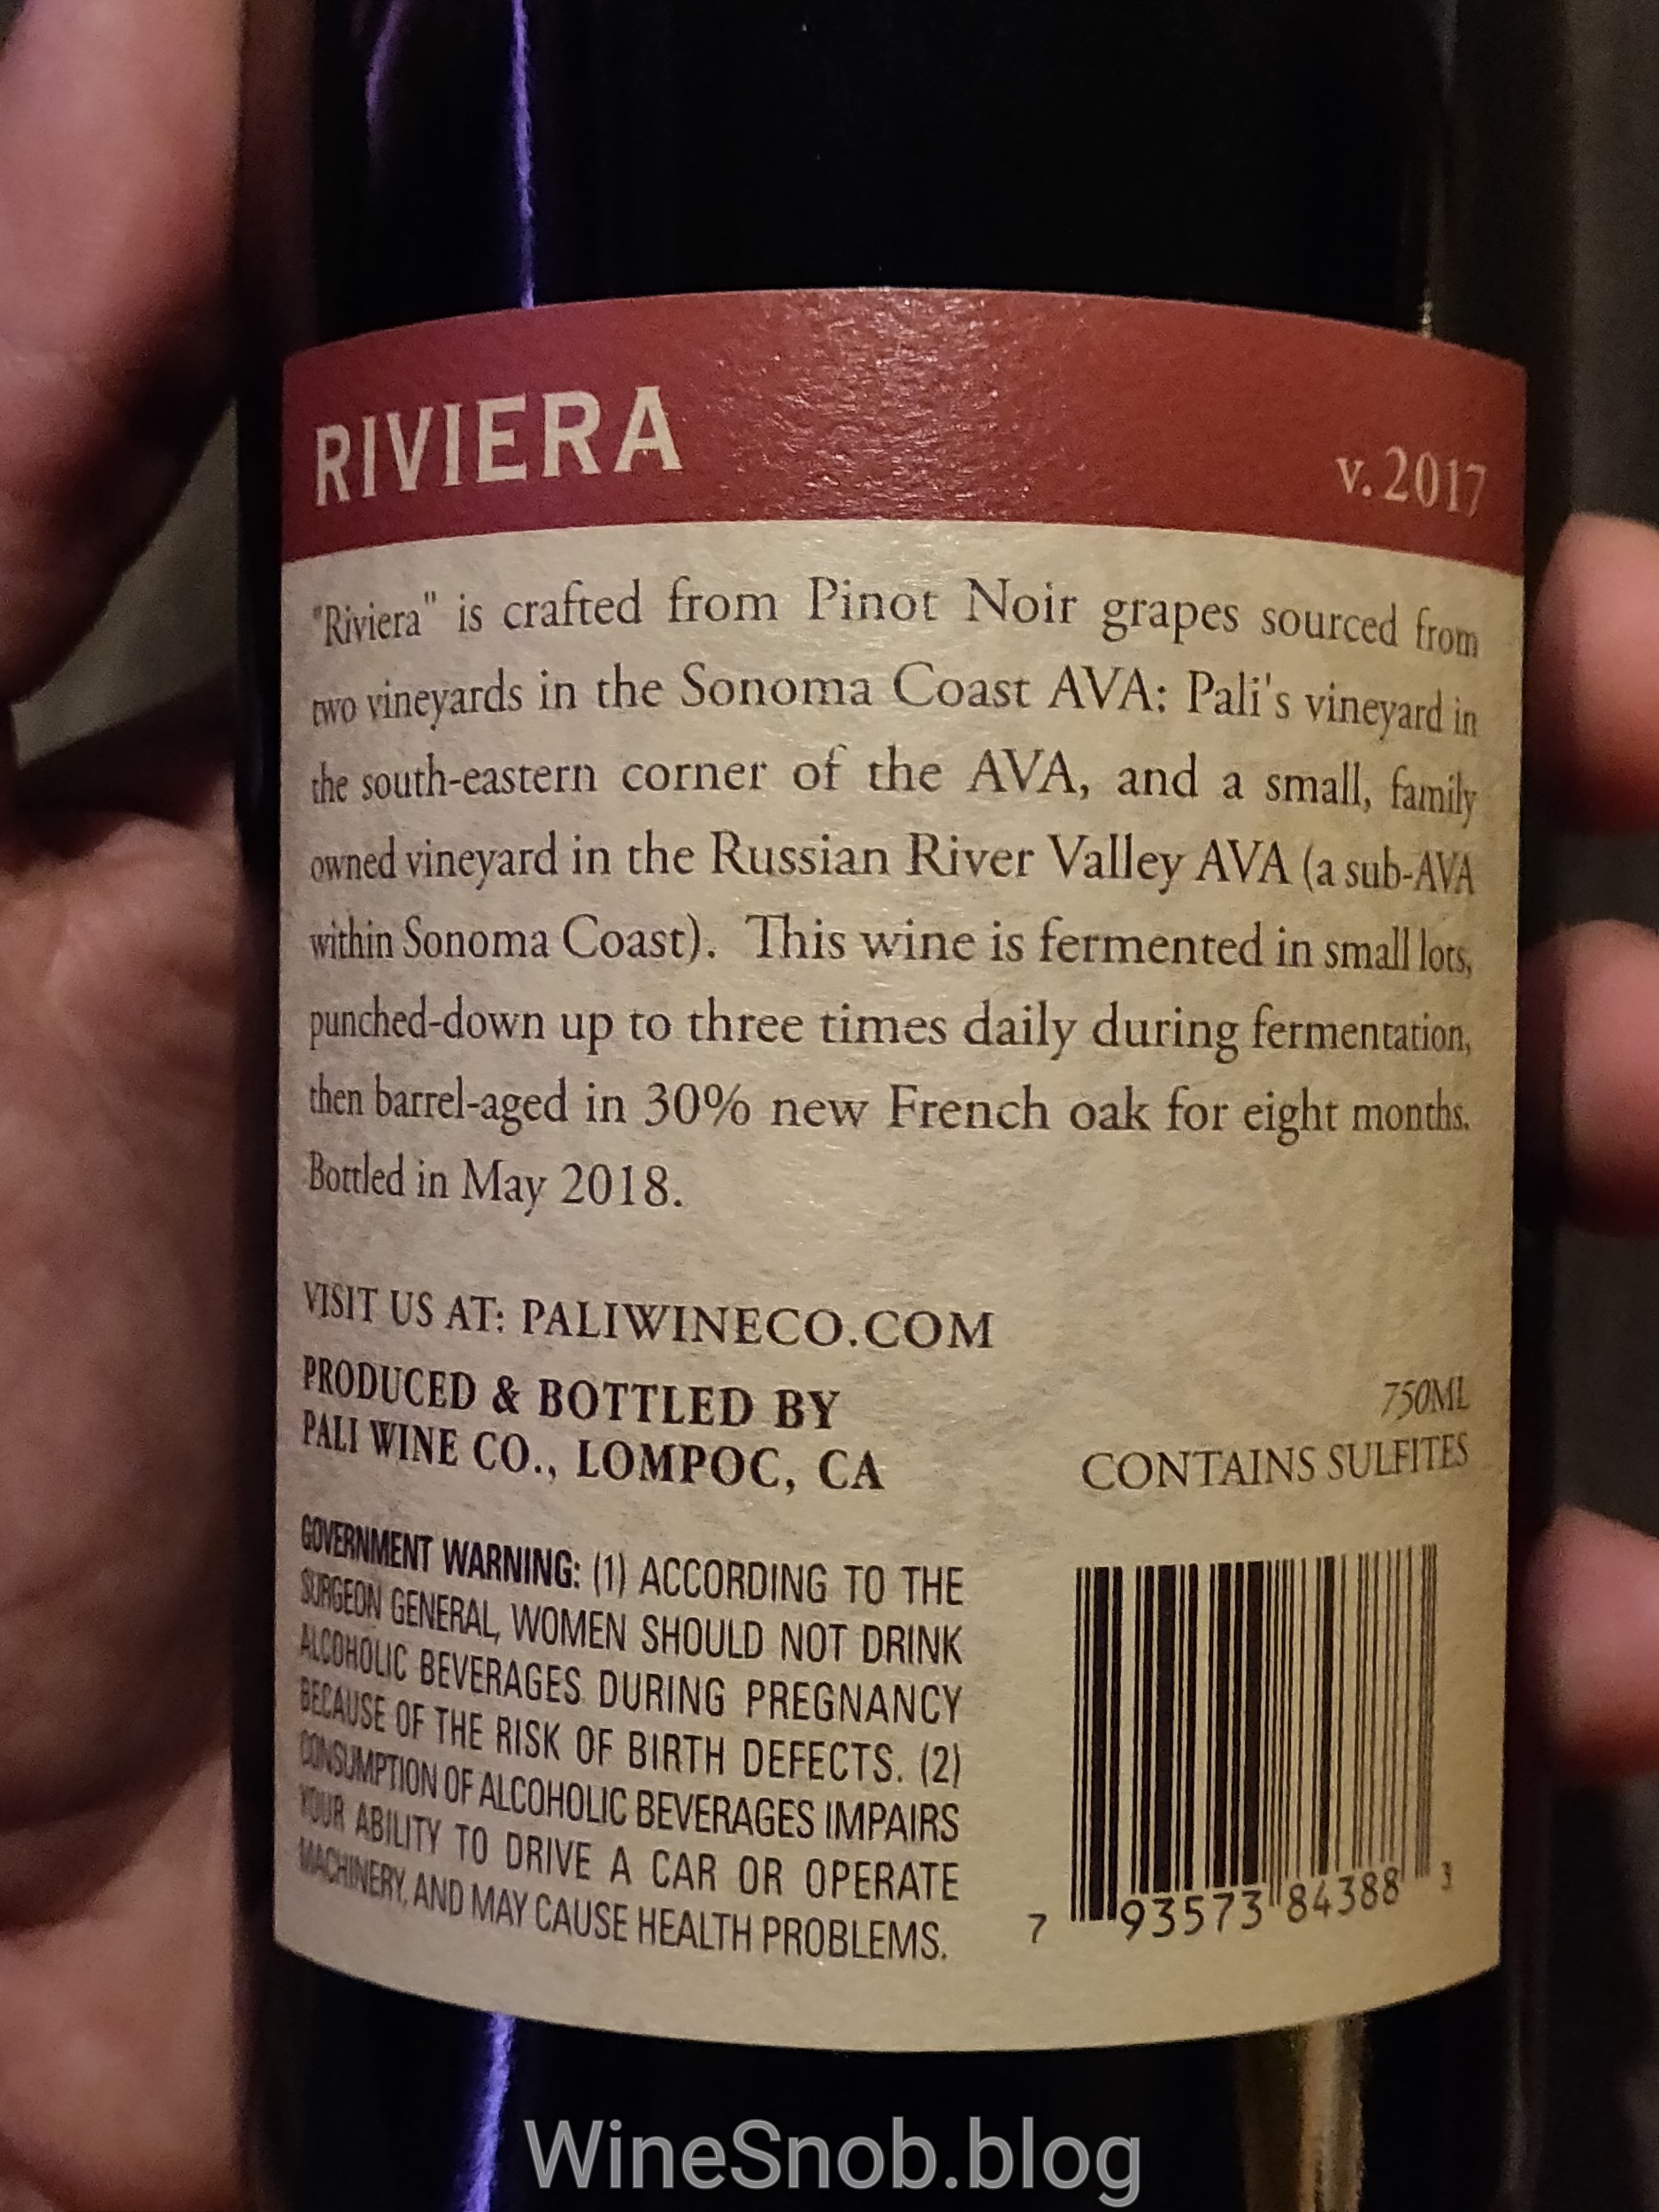 RIVIERA v.2017
"Riviera" is crafted from Pinot Noir grapes sourced from
two vineyards in the Sonoma Coast AVA: Pali's vineyard in
the south-eastern corner of the AVA, and a small, family
owned vineyard in the Russian River Valley AVA (a sub-AVA
within Sonoma Coast). This wine is fermented in small lots,
punched-down up to three times daily during fermentation,
then barrel-aged in 30% new French oak for eight months.
Bottled in May 2018.
VISIT US AT: PALIWINECO.COM
PRODUCED & BOTTLED BY
PALI WINE CO., LOMPOC, CA
750ML
CONTAINS SULFITES
GOVERNMENT WARNING: (1) ACCORDING TO THE
SURGEON GENERAL, WOMEN SHOULD NOT DRINK
ALCOHOLIC BEVERAGES DURING PREGNANCY
BECAUSE OF THE RISK OF BIRTH DEFECTS. (2)
CONSUMPTION OF ALCOHOLIC BEVERAGES IMPAIRS
YOUR ABILITY TO DRIVE A CAR OR OPERATE
MACHINERY, AND MAY CAUSE HEALTH PROBLEMS.
7 93573 84388 3
WineSnob.blog